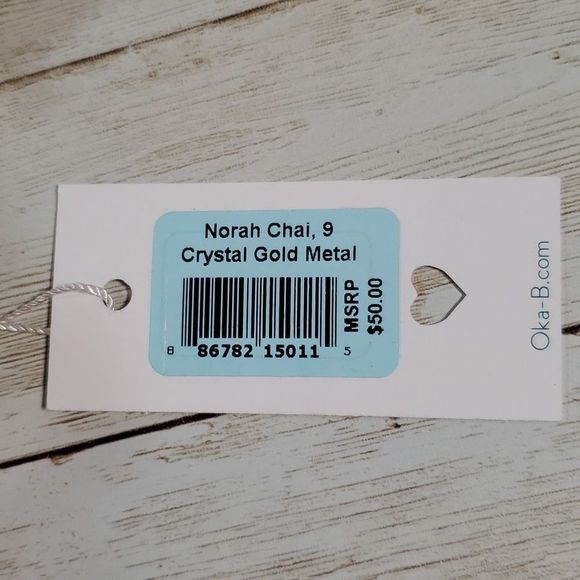 Norah Chai, 9
Crystal Gold Metal
MSRP
$50.00
8 86782 15011 5
Oka-B.com